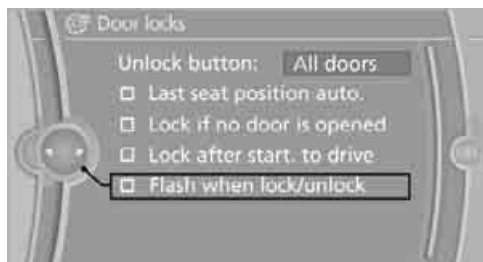 Door locks
Unlock button: All doors
Last seat position auto.
Lock if no door is opened
Lock after start. to drive
Flash when lock/unlock